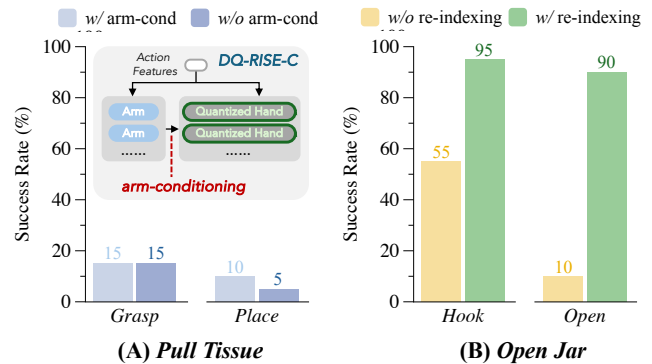 w/ arm-cond w/o arm-cond
100
80
60
40
20
0
Success Rate (%)
Action
Features
DQ-RISE-C
Arm
Arm
......
Quantized Hand
Quantized Hand
......
arm-conditioning
15 15
10 5
Grasp Place
(A) Pull Tissue
w/o re-indexing w/ re-indexing
100
80
60
40
20
0
Success Rate (%)
55 95
10 90
Hook Open
(B) Open Jar